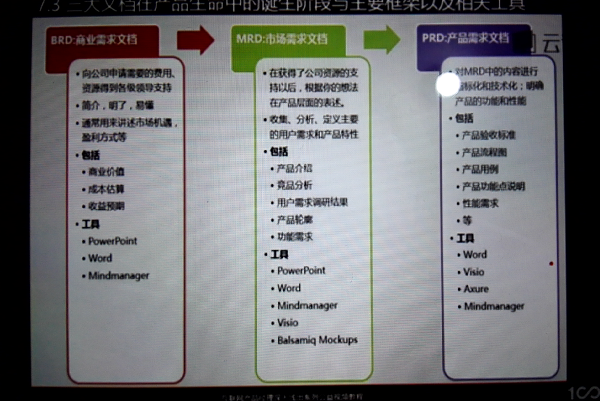 7.3 三大文档在产品生命中的诞生阶段与主要框架以及相关工具
BRD:商业需求文档
• 向公司申请需要的费用、
资源得到各级领导支持
• 简介，明了，易懂
• 通常用来讲述市场机遇，
盈利方式等
• 包括
• 商业价值
• 成本估算
• 收益预期
• 工具
• PowerPoint
• Word
• Mindmanager
MRD:市场需求文档
• 在获得了公司资源的支
持以后，根据你的想法
在产品层面的表述。
• 收集、分析、定义主要
的用户需求和产品特性
• 包括
• 产品介绍
• 竞品分析
• 用户需求调研结果
• 产品轮廓
• 功能需求
• 工具
• PowerPoint
• Word
• Mindmanager
• Visio
• Balsamiq Mockups
PRD:产品需求文档
对MRD中的内容进行
标化和技术化；明确
产品的功能和性能
• 包括
• 产品验收标准
• 产品流程图
• 产品用例
• 产品功能点说明
• 性能需求
• 等
• 工具
• Word
• Visio
• Axure
• Mindmanager
云